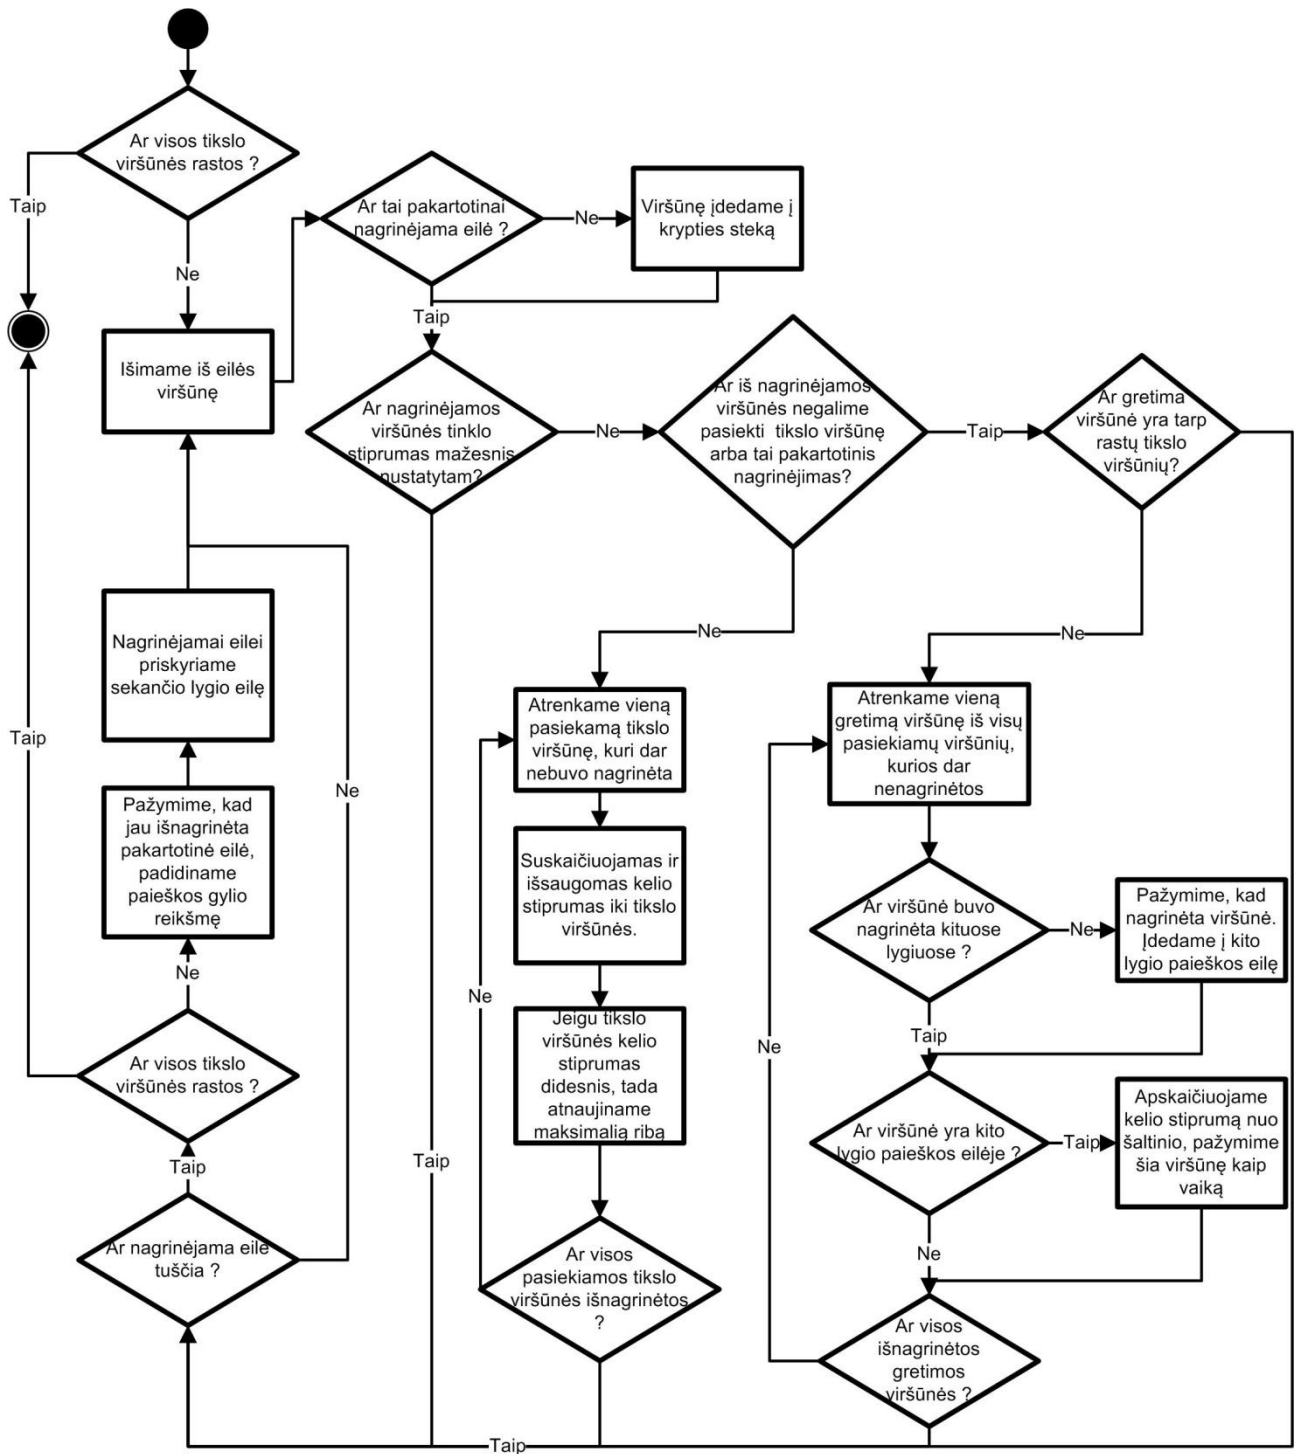 Ar visos tikslo
viršūnės rastos ?
Taip
Ne
Ar tai pakartotinai
nagrinėjama eilė ?
Ne
Viršūnę įdedame į
krypties steką
Taip
Išimame iš eilės
viršūnę
Ar nagrinėjamos
viršūnės tinklo
stiprumas mažesnis
nustatytam?
Ne
Ar iš nagrinėjamos
viršūnės negalime
pasiekti tikslo viršūnę
arba tai pakartotinis
nagrinėjimas?
Taip
Ar gretima
viršūnė yra tarp
rastų tikslo
viršūnių?
Ne
Ne
Nagrinėjamai eilei
priskyriame
sekančio lygio eilę
Atrenkame vieną
pasiekamą tikslo
viršūnę, kuri dar
nebuvo nagrinėta
Atrenkame vieną
gretimą viršūnę iš visų
pasiekiamų viršūnių,
kurios dar
nenagrinėtos
Taip
Ne
Pažymime, kad
jau išnagrinėta
pakartotinė eilė,
padidiname
paieškos gylio
reikšmę
Suskaičiuojamas ir
išsaugomas kelio
stiprumas iki tikslo
viršūnės.
Ar viršūnė buvo
nagrinėta kituose
lygiuose ?
Ne
Pažymime, kad
nagrinėta viršūnė.
Įdedame į kito
lygio paieškos eilę
Ne
Ne
Jeigu tikslo
viršūnės kelio
stiprumas
didesnis, tada
atnaujiname
maksimalią ribą
Taip
Ne
Ar visos tikslo
viršūnės rastos ?
Ar viršūnė yra kito
lygio paieškos eilėje ?
Taip
Apskaičiuojame
kelio stiprumą nuo
šaltinio, pažymime
šia viršūnę kaip
vaiką
Taip
Taip
Ar nagrinėjama eile
tuščia ?
Ar visos
pasiekiamos tikslo
viršūnės išnagrinėtos
?
Ne
Ar visos
išnagrinėtos
gretimos
viršūnės ?
Taip